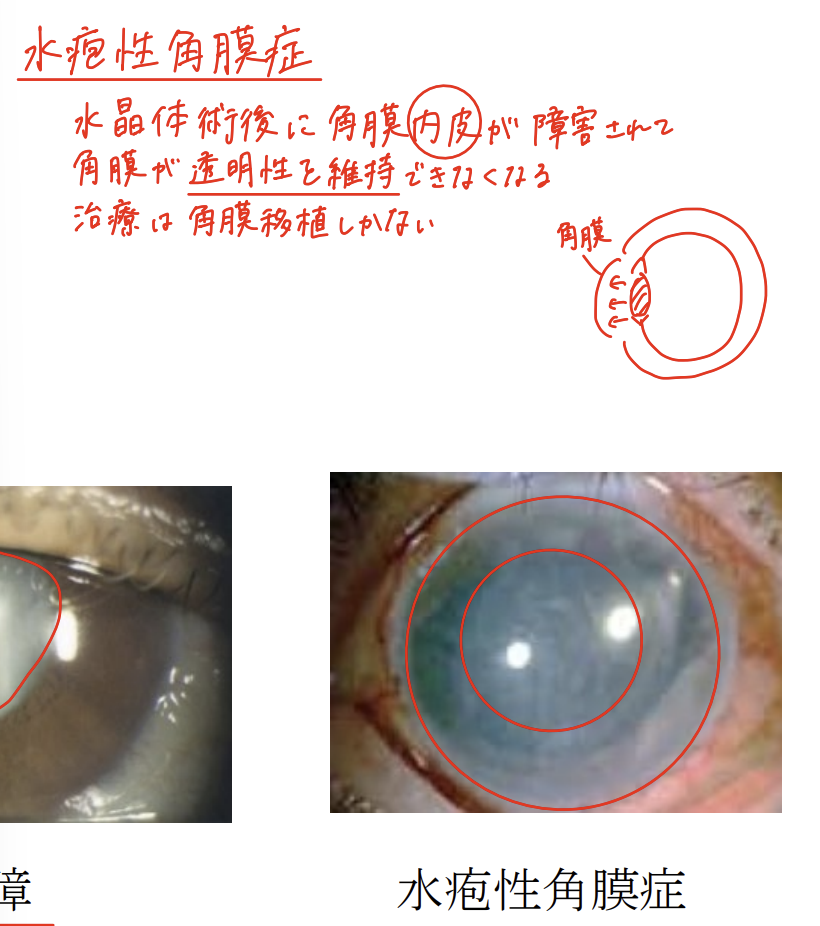 水疱性角膜症
水晶体術後に角膜内皮が障害されて
角膜が透明性を維持できなくなる
治療は角膜移植しかない
角膜
障
水疱性角膜症